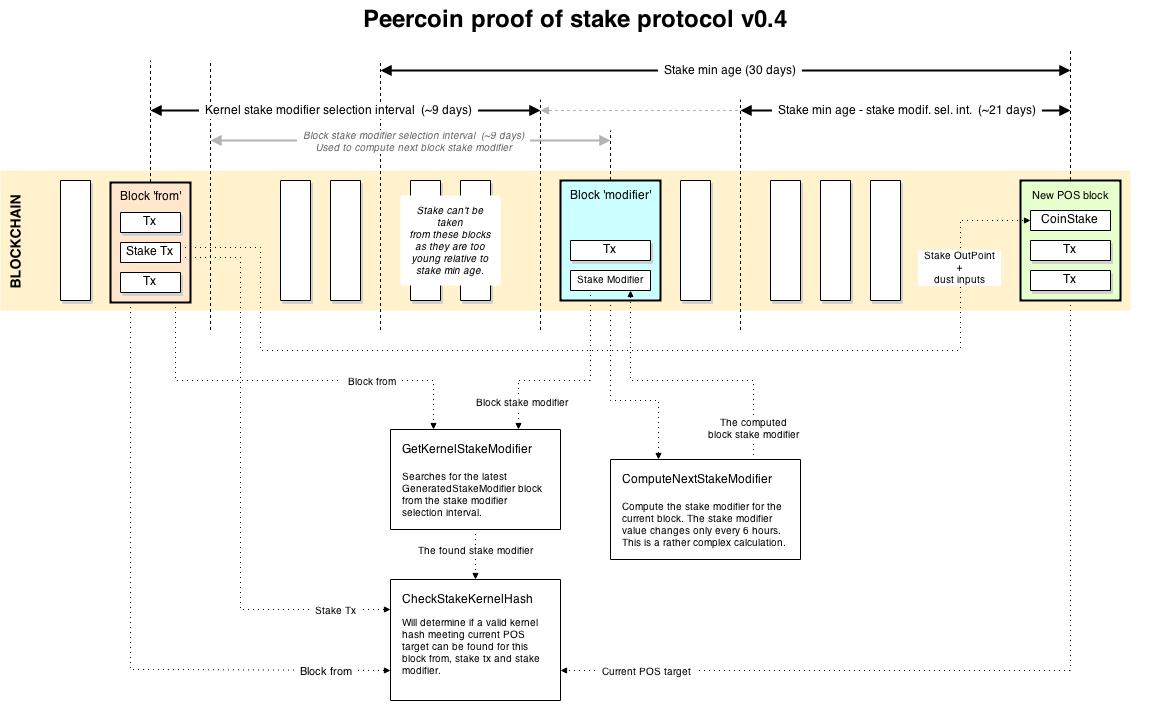 Peercoin proof of stake protocol v0.4
Stake min age (30 days)
Kernel stake modifier selection interval (~9 days)
Stake min age - stake modif. sel. int. (~21 days)
Block stake modifier selection interval (~9 days)
Used to compute next block stake modifier
BLOCKCHAIN
Block 'from'
Tx
Stake Tx
Tx
Stake can't be
taken
from these blocks
as they are too
young relative to
stake min age.
Block 'modifier'
Tx
Stake Modifier
Stake OutPoint
+
dust inputs
New POS block
CoinStake
Tx
Tx
Block from
Block stake modifier
The computed
block stake modifier
GetKernelStakeModifier
Searches for the latest
GeneratedStakeModifier block
from the stake modifier
selection interval.
ComputeNextStakeModifier
Compute the stake modifier for the
current block. The stake modifier
value changes only every 6 hours.
This is a rather complex calculation.
The found stake modifier
CheckStakeKernelHash
Will determine if a valid kernel
hash meeting current POS
target can be found for this
block from, stake tx and stake
modifier.
Stake Tx
Block from
Current POS target